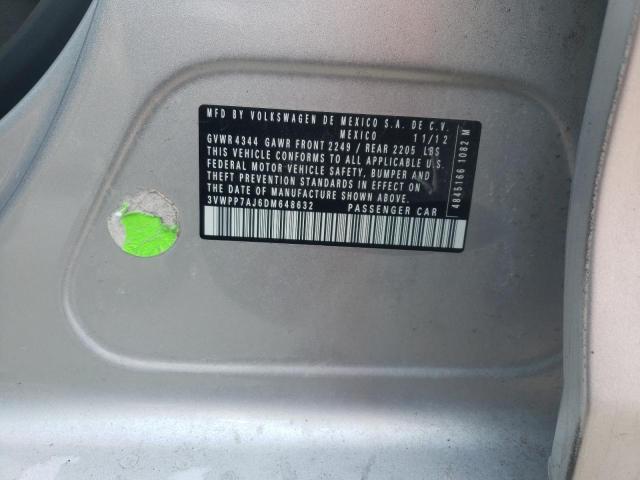 MFD BY VOLKSWAGEN DE MEXICO S.A. DE C.V.
MEXICO 11/12
GVWR 4344 GAWR FRONT 2249 / REAR 2205 LBS
THIS VEHICLE CONFORMS TO ALL APPLICABLE U.S.
FEDERAL MOTOR VEHICLE SAFETY, BUMPER AND
THEFT PREVENTION STANDARDS IN EFFECT ON
THE DATE OF MANUFACTURE SHOWN ABOVE.
3VWPP7AJ6DM648632 PASSENGER CAR
4845166 1082 M